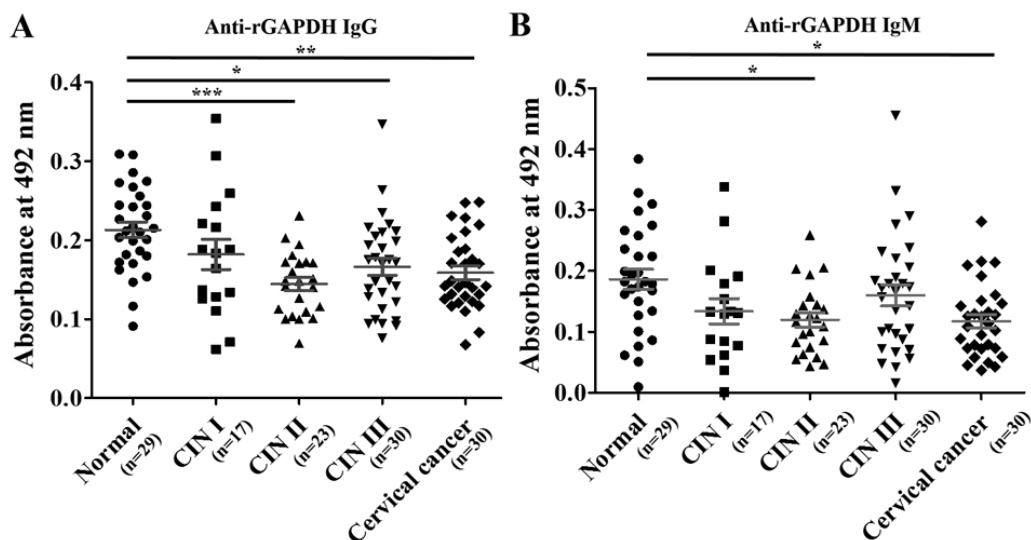 A
Anti-rGAPDH IgG
**
*
***
Absorbance at 492 nm
0.4
0.3
0.2
0.1
0.0
Normal
(n=29)
CIN I
(n=17)
CIN II
(n=23)
CIN III
(n=30)
Cervical cancer
(n=30)
B
Anti-rGAPDH IgM
*
*
Absorbance at 492 nm
0.5
0.4
0.3
0.2
0.1
0.0
Normal
(n=29)
CIN I
(n=17)
CIN II
(n=23)
CIN III
(n=30)
Cervical cancer
(n=30)